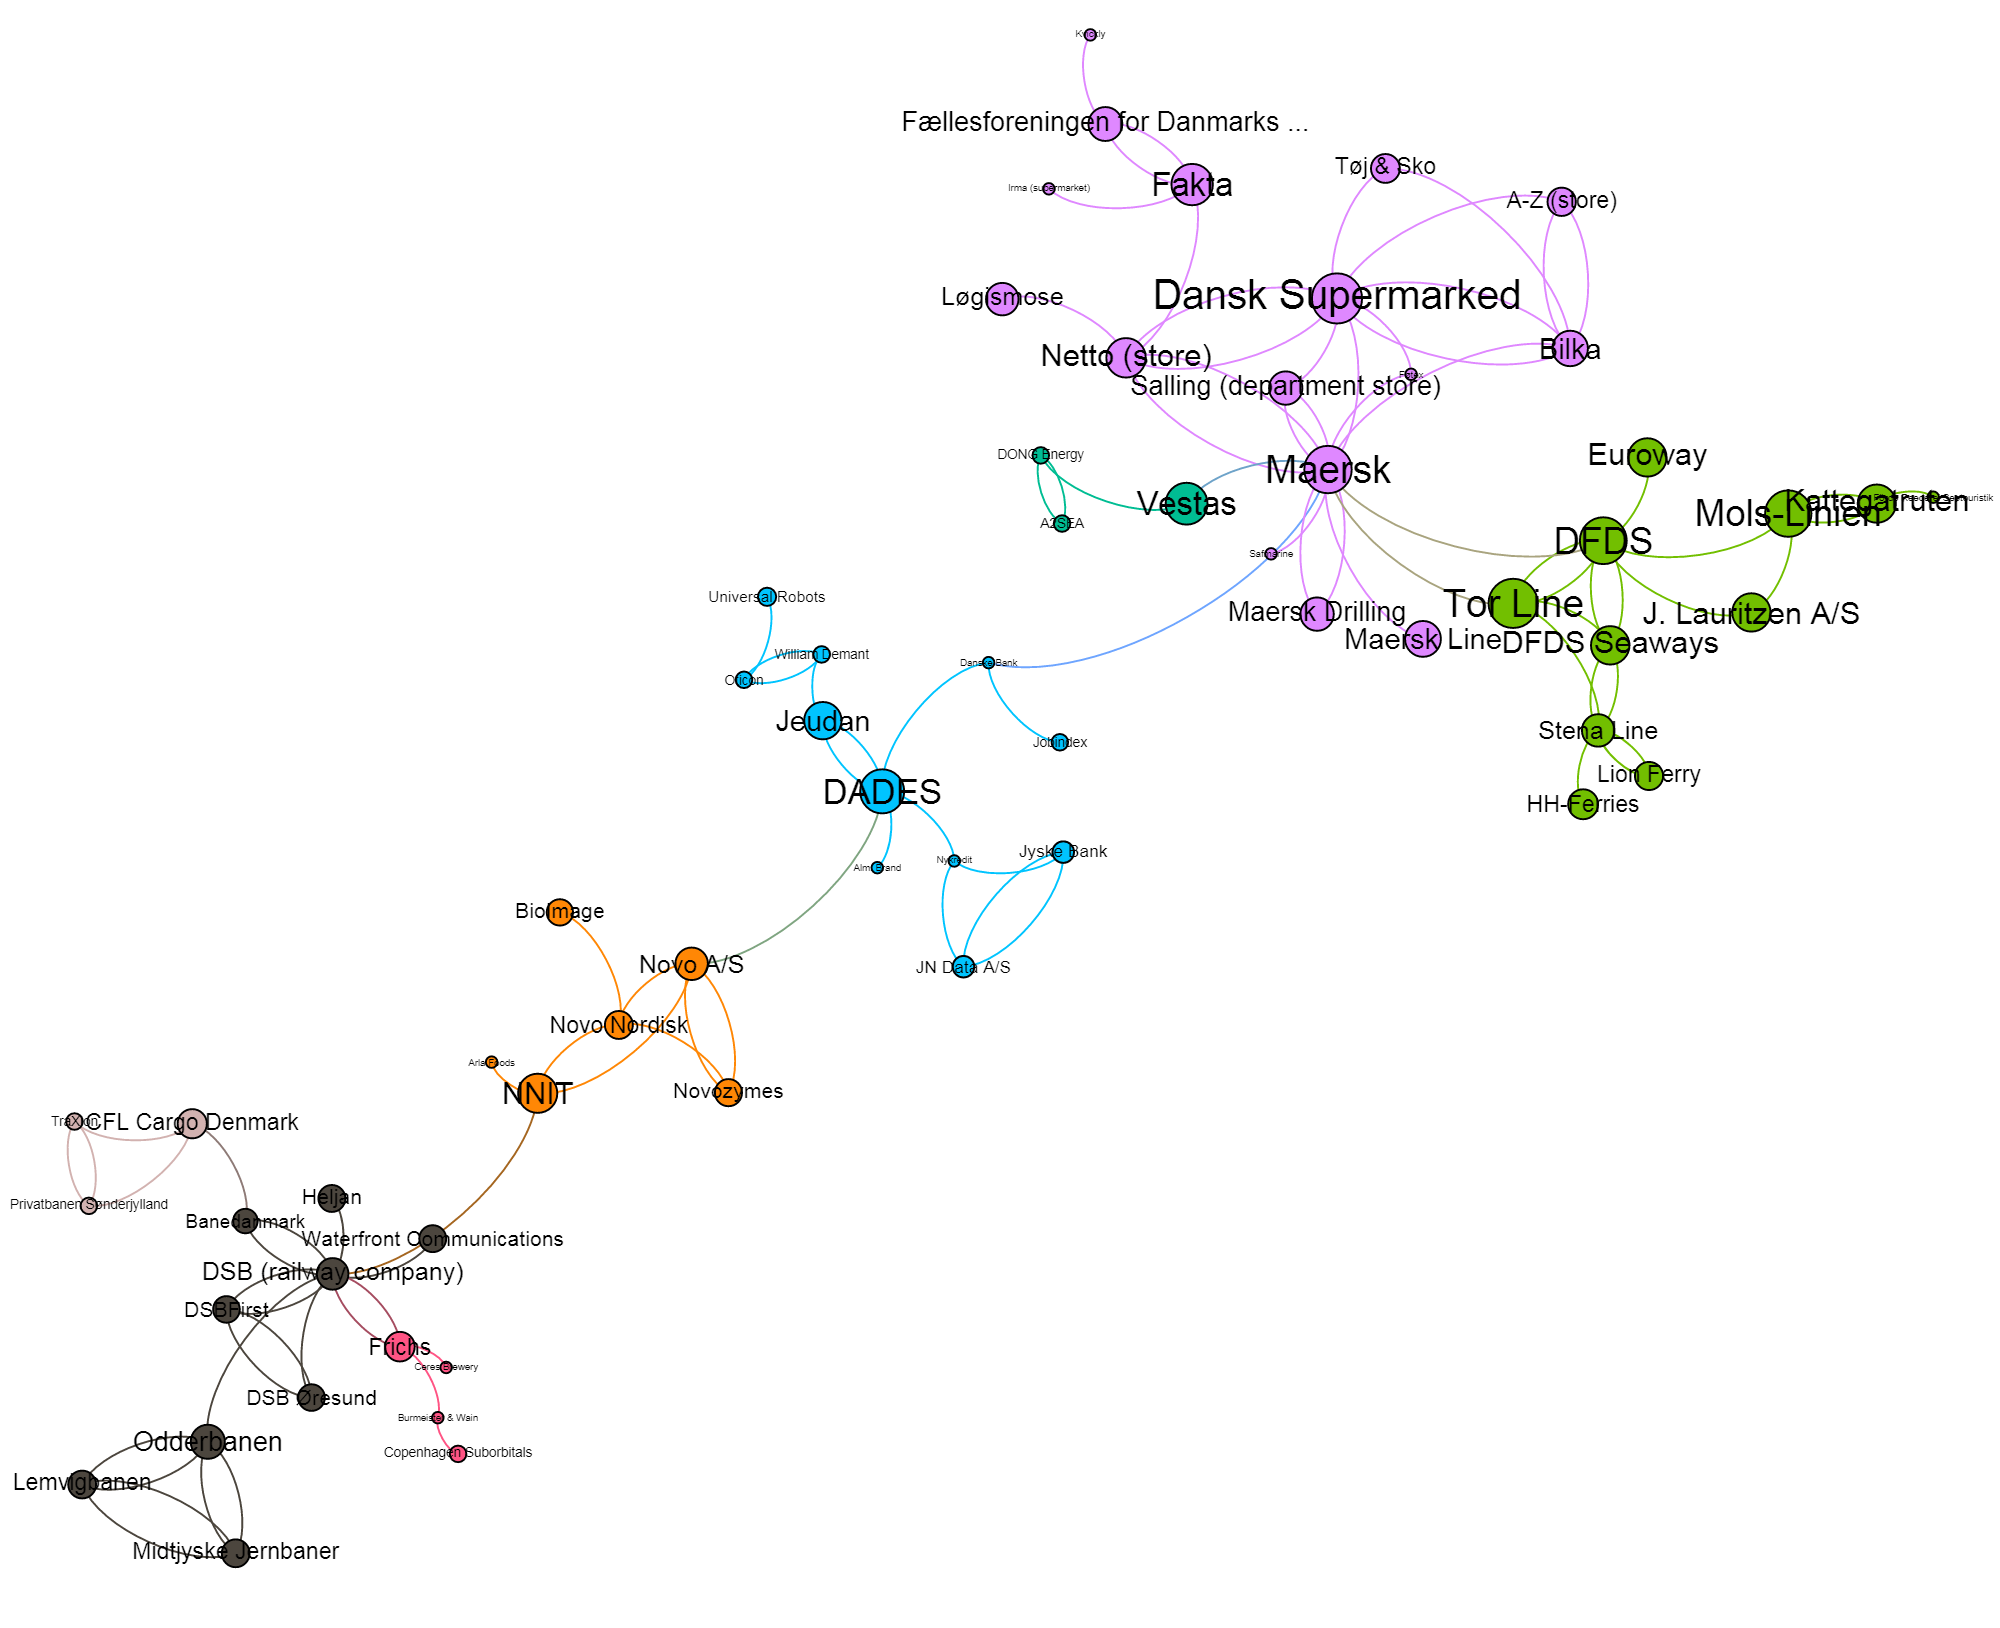 Kvickly
Fællesforeningen for Danmarks ...
Tøj & Sko
Fakta
Irma (supermarket)
A-Z (store)
Dansk Supermarked
Løgismose
Netto (store)
Bilka
Føtex
Salling (department store)
DONG Energy
Euroway
Maersk
Vestas
Kattegatruten
Mols-Linien
A2SEA
DFDS
Safmarine
Universal Robots
Tor Line
Maersk Drilling
J. Lauritzen A/S
Maersk Line
DFDS Seaways
William Demant
Danske Bank
Oticon
Jeudan
Stena Line
Jobindex
Lion Ferry
DADES
HH-Ferries
Jyske Bank
Nykredit
Alm. Brand
BioImage
Novo A/S
JN Data A/S
Novo Nordisk
Arla Foods
NNIT
Novozymes
TraXion
CFL Cargo Denmark
Heljan
Privatbanen Sønderjylland
Banedanmark
Waterfront Communications
DSB (railway company)
DSBFirst
Frichs
Ceres Brewery
DSB Øresund
Burmeister & Wain
Odderbanen
Copenhagen Suborbitals
Lemvigbanen
Midtjyske Jernbaner